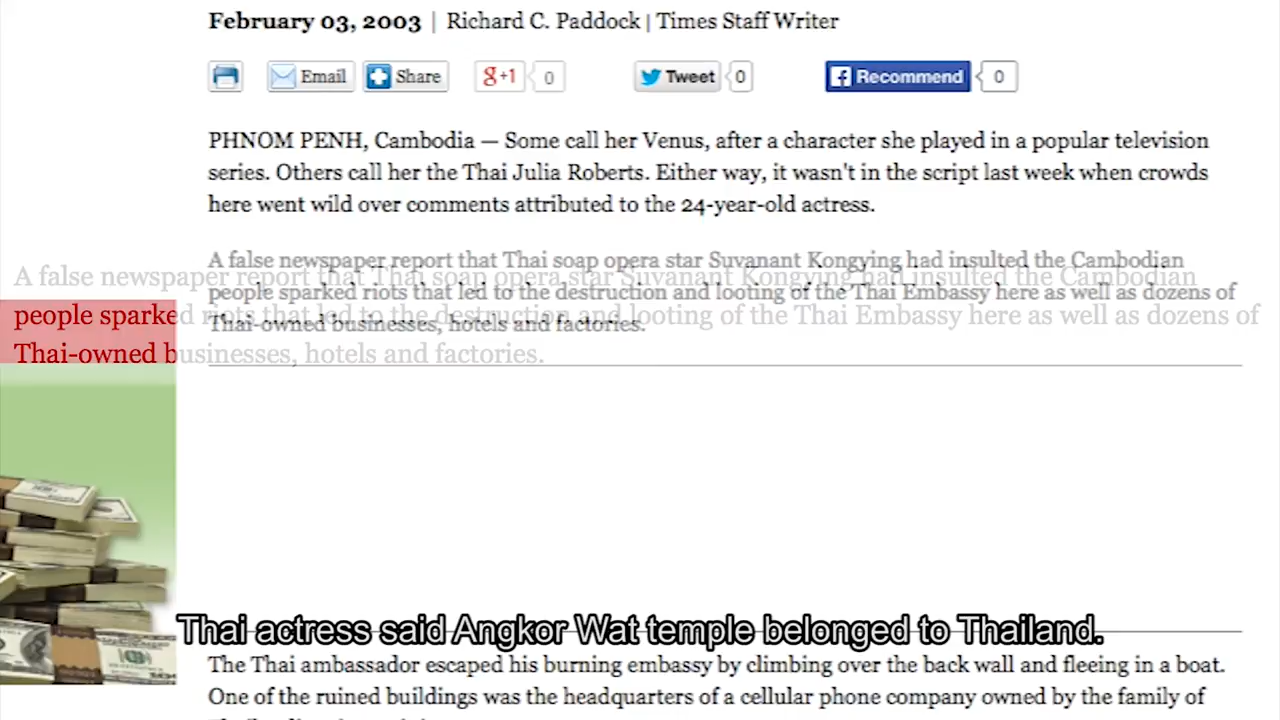 February 03, 2003 | Richard C. Paddock | Times Staff Writer
Email Share g+1 0 Tweet 0 Recommend 0
PHNOM PENH, Cambodia — Some call her Venus, after a character she played in a popular television
series. Others call her the Thai Julia Roberts. Either way, it wasn't in the script last week when crowds
here went wild over comments attributed to the 24-year-old actress.
A false newspaper report that Thai soap opera star Suvanant Kongying had insulted the Cambodian
people sparked riots that led to the destruction and looting of the Thai Embassy here as well as dozens of
Thai-owned businesses, hotels and factories.
A false newspaper report that Thai soap opera star Suvanant Kongying had insulted the Cambodian
people sparked riots that led to the destruction and looting of the Thai Embassy here as well as dozens of
Thai-owned businesses, hotels and factories.
Thai actress said Angkor Wat temple belonged to Thailand.
The Thai ambassador escaped his burning embassy by climbing over the back wall and fleeing in a boat.
One of the ruined buildings was the headquarters of a cellular phone company owned by the family of